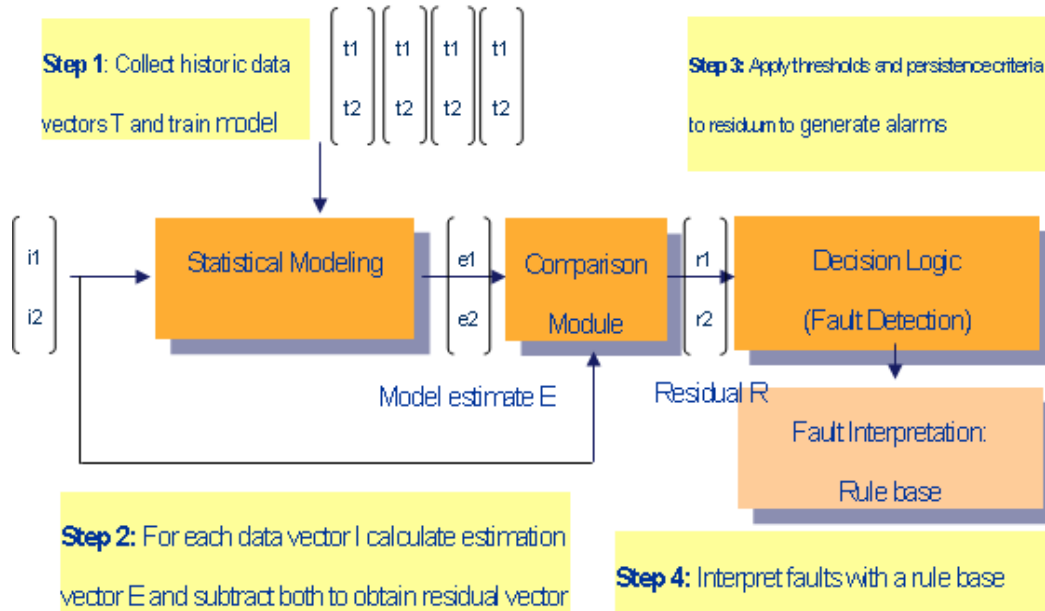 Step 1: Collect historic data
vectors T and train model
t1 t1 t1 t1
t2 t2 t2 t2
Step 3: Apply thresholds and persistence criteria
to residuum to generate alarms
i1
i2
Statistical Modeling
e1
e2
Comparison
Module
r1
r2
Decision Logic
(Fault Detection)
Model estimate E
Residual R
Fault Interpretation:
Rule base
Step 2: For each data vector I calculate estimation
vector E and subtract both to obtain residual vector
Step 4: Interpret faults with a rule base